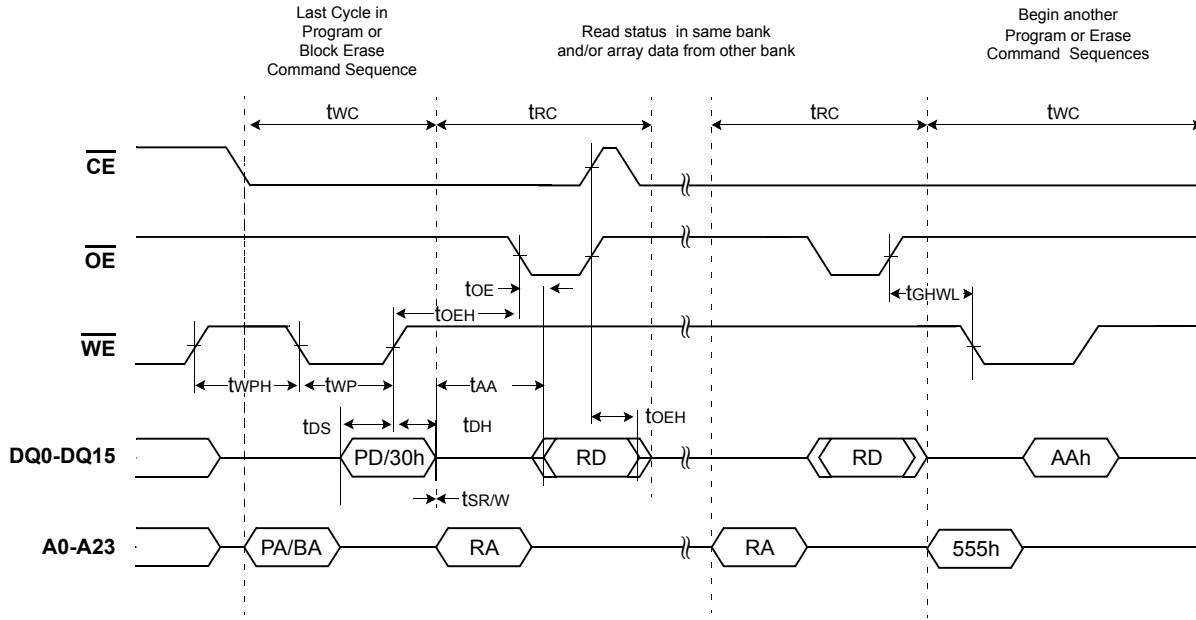 Last Cycle in
Program or
Block Erase
Command Sequence
Read status in same bank
and/or array data from other bank
Begin another
Program or Erase
Command Sequences
tWC
tRC
tRC
tWC
CE
OE
tOE
tOEH
tGHWL
WE
tWPH
tWP
tAA
tOEH
tDS
tDH
DQ0-DQ15
PD/30h
RD
RD
AAh
tSR/W
A0-A23
PA/BA
RA
RA
555h